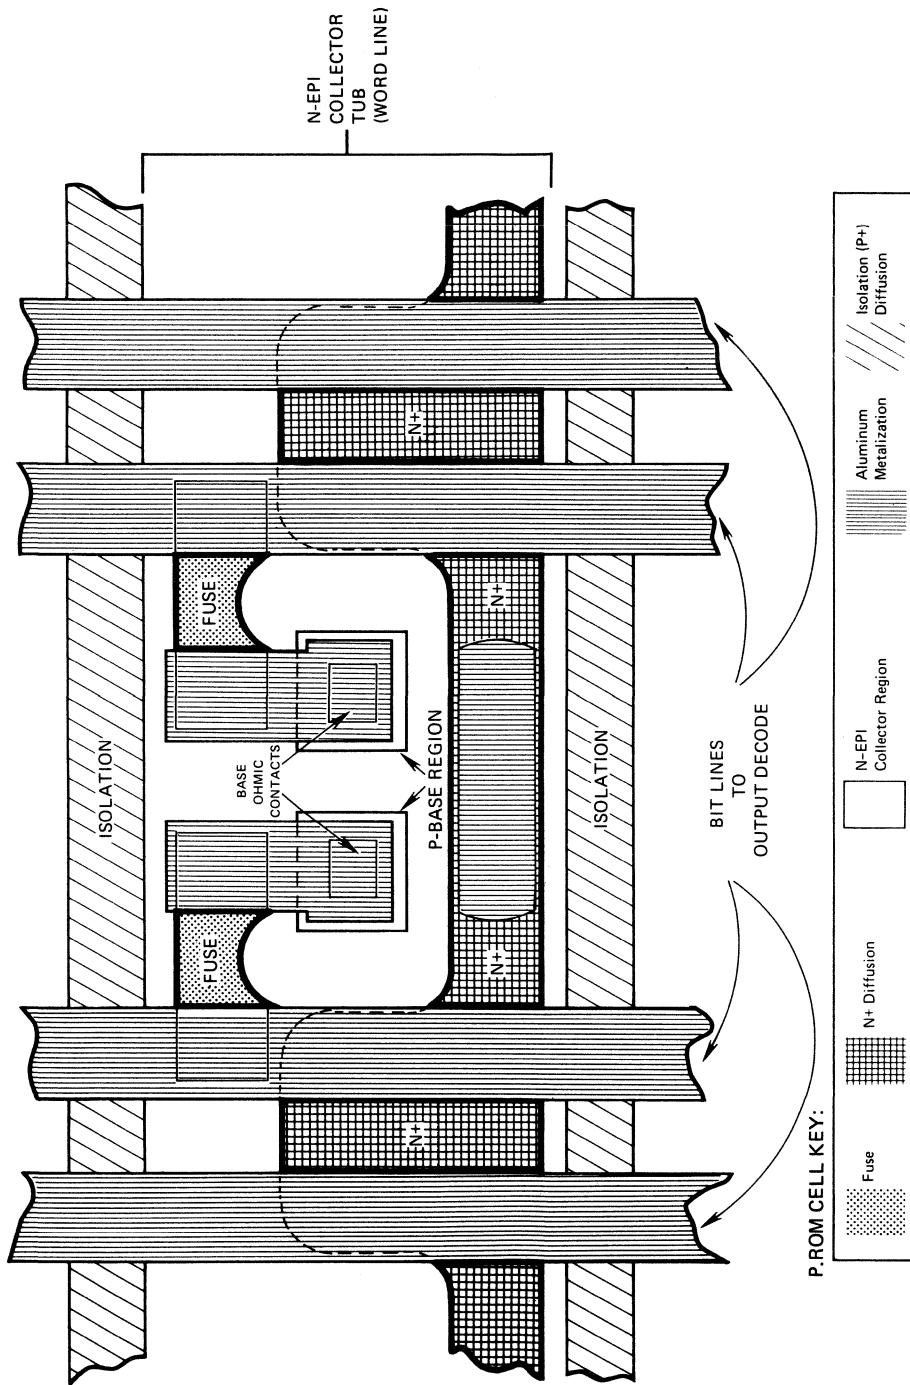 N-EPI
COLLECTOR
TUB
(WORD LINE)
ISOLATION
FUSE
FUSE
BASE
OHMIC
CONTACTS
P-BASE REGION
N+
N+
N+
N+
ISOLATION
BIT LINES
TO
OUTPUT DECODE
P.ROM CELL KEY:
Fuse
N+ Diffusion
N-EPI
Collector Region
Aluminum
Metalization
Isolation (P+)
Diffusion